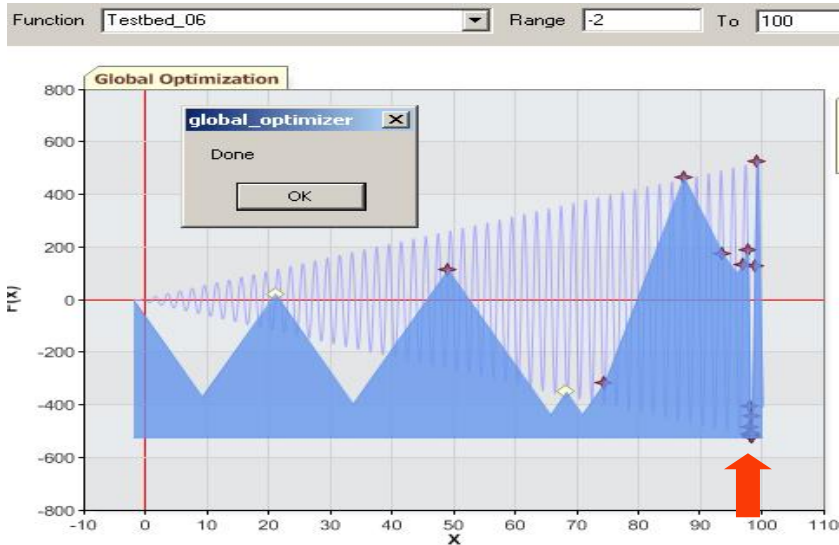 Function Testbed_06 Range -2 To 100
Global Optimization
global_optimizer
Done
OK
800
600
400
200
0
-200
-400
-600
-800
F(X)
-10 0 10 20 30 40 50 60 70 80 90 100 110
X